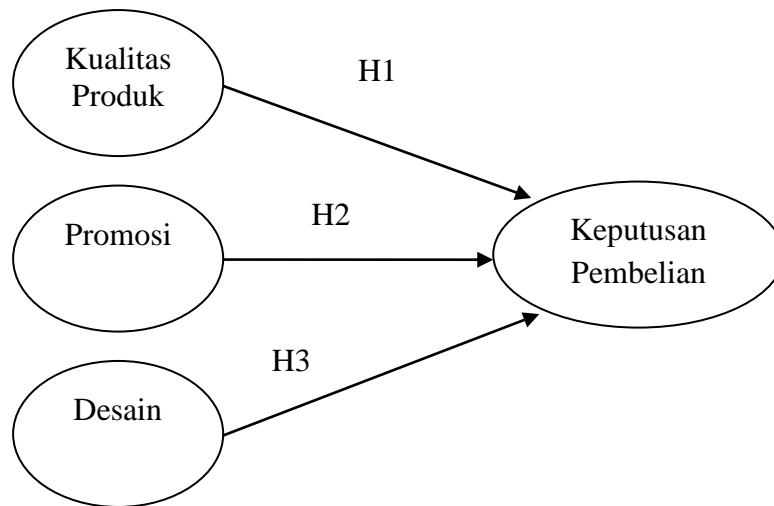 Kualitas
Produk
H1
Promosi
H2
Keputusan
Pembelian
H3
Desain